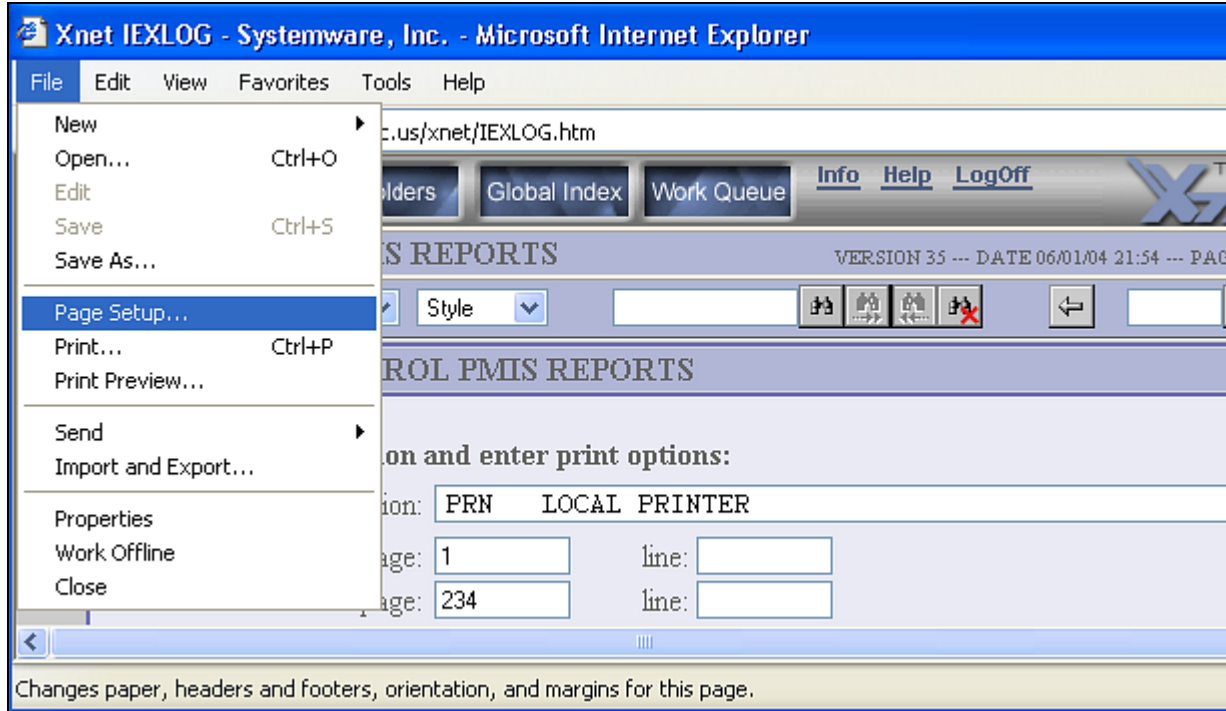 Xnet IEXLOG - Systemware, Inc. - Microsoft Internet Explorer
File Edit View Favorites Tools Help
New
Open... Ctrl+O
Edit
Save Ctrl+S
Save As...
Page Setup...
Print... Ctrl+P
Print Preview...
Send
Import and Export...
Properties
Work Offline
Close
c.us/xnet/IEXLOG.htm
lders Global Index Work Queue Info Help LogOff
IS REPORTS VERSION 35 --- DATE 06/01/04 21:54 --- PAG
Style
ROL PMIS REPORTS
ion and enter print options:
ion: PRN LOCAL PRINTER
age: 1 line:
page: 234 line:
Changes paper, headers and footers, orientation, and margins for this page.